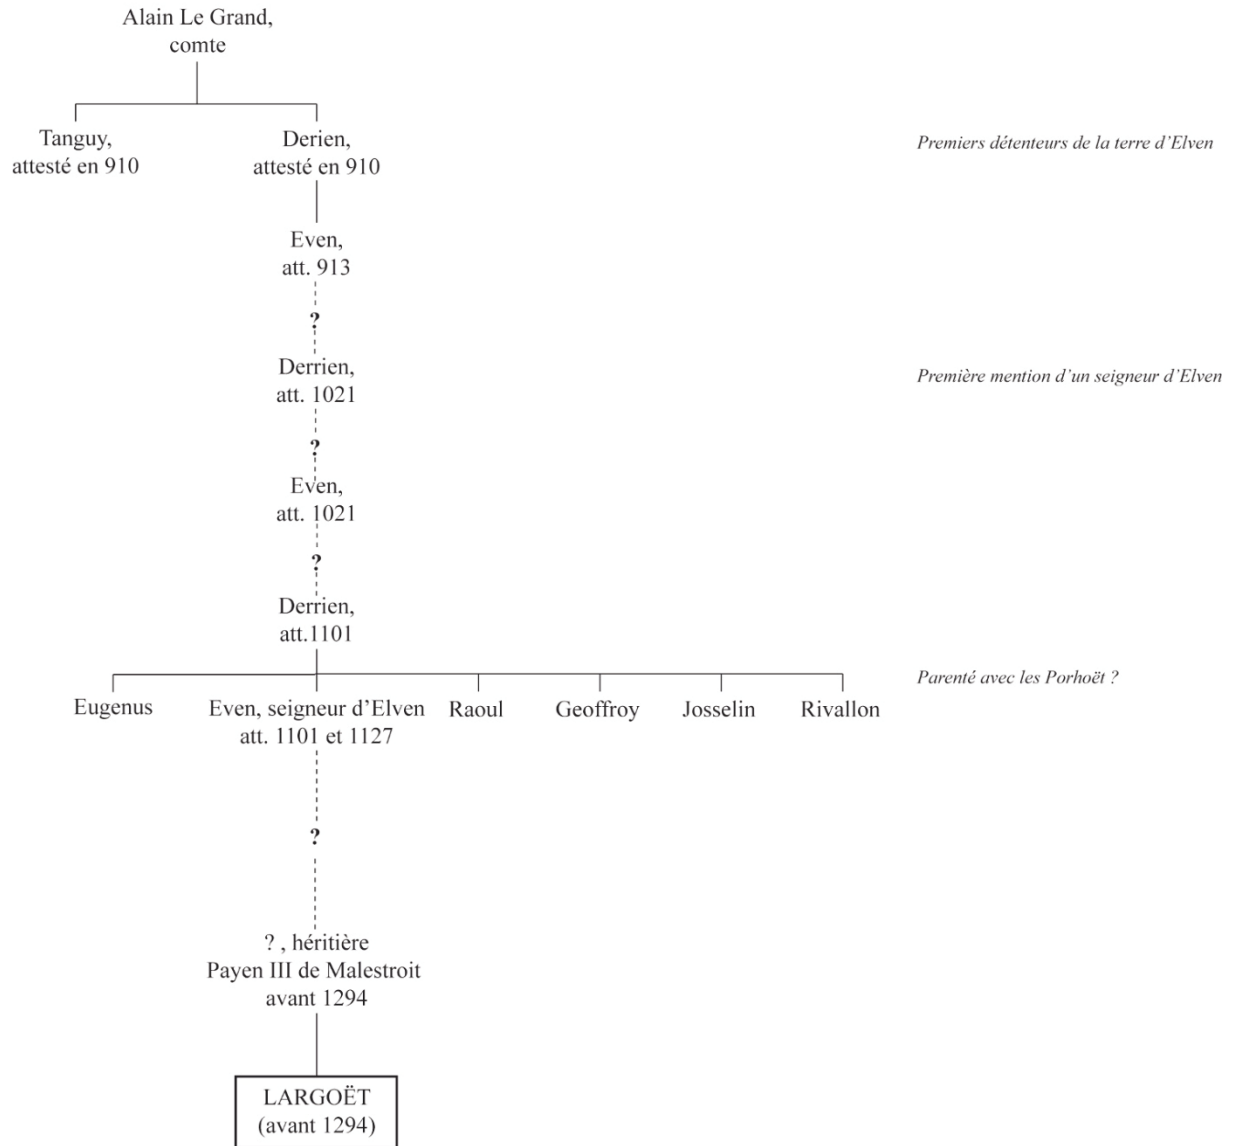 Alain Le Grand,
comte
Tanguy,
attesté en 910
Derien,
attesté en 910
Premiers détenteurs de la terre d’Elven
Even,
att. 913
?
Derrien,
att. 1021
Première mention d’un seigneur d’Elven
?
Even,
att. 1021
?
Derrien,
att.1101
Parenté avec les Porhoët ?
Eugenus
Even, seigneur d’Elven
att. 1101 et 1127
Raoul
Geoffroy
Josselin
Rivallon
?
? , héritière
Payen III de Malestroit
avant 1294
LARGOËT
(avant 1294)